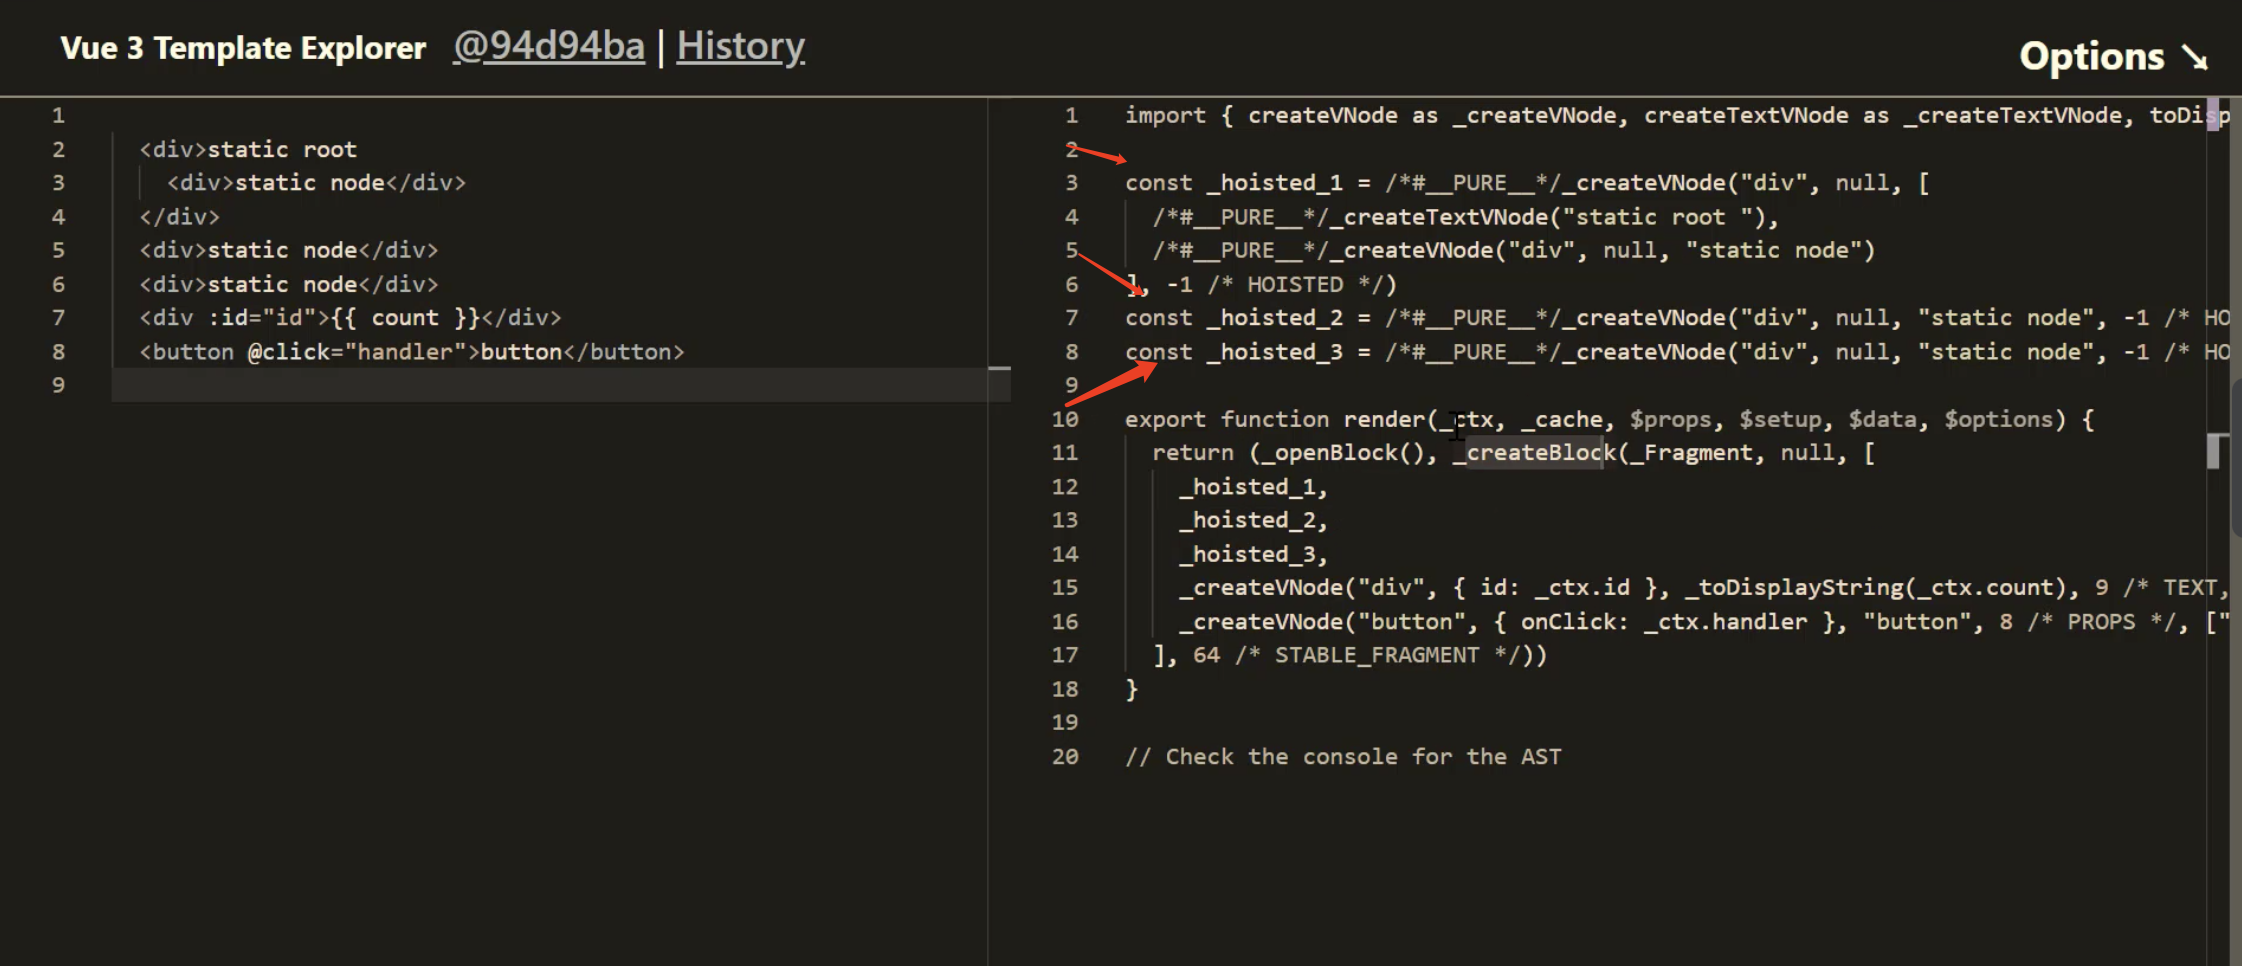 Vue 3 Template Explorer @94d94ba | History
Options ↘
1
2 <div>static root
3 <div>static node</div>
4 </div>
5 <div>static node</div>
6 <div>static node</div>
7 <div :id="id">{{ count }}</div>
8 <button @click="handler">button</button>
9
1 import { createVNode as _createVNode, createTextVNode as _createTextVNode, toDisp
2
3 const _hoisted_1 = /*#__PURE__*/_createVNode("div", null, [
4 /*#__PURE__*/_createTextVNode("static root "),
5 /*#__PURE__*/_createVNode("div", null, "static node")
6 ], -1 /* HOISTED */)
7 const _hoisted_2 = /*#__PURE__*/_createVNode("div", null, "static node", -1 /* HO
8 const _hoisted_3 = /*#__PURE__*/_createVNode("div", null, "static node", -1 /* HO
9
10 export function render(_ctx, _cache, $props, $setup, $data, $options) {
11 return (_openBlock(), _createBlock(_Fragment, null, [
12 _hoisted_1,
13 _hoisted_2,
14 _hoisted_3,
15 _createVNode("div", { id: _ctx.id }, _toDisplayString(_ctx.count), 9 /* TEXT,
16 _createVNode("button", { onClick: _ctx.handler }, "button", 8 /* PROPS */, ["
17 ], 64 /* STABLE_FRAGMENT */))
18 }
19
20 // Check the console for the AST